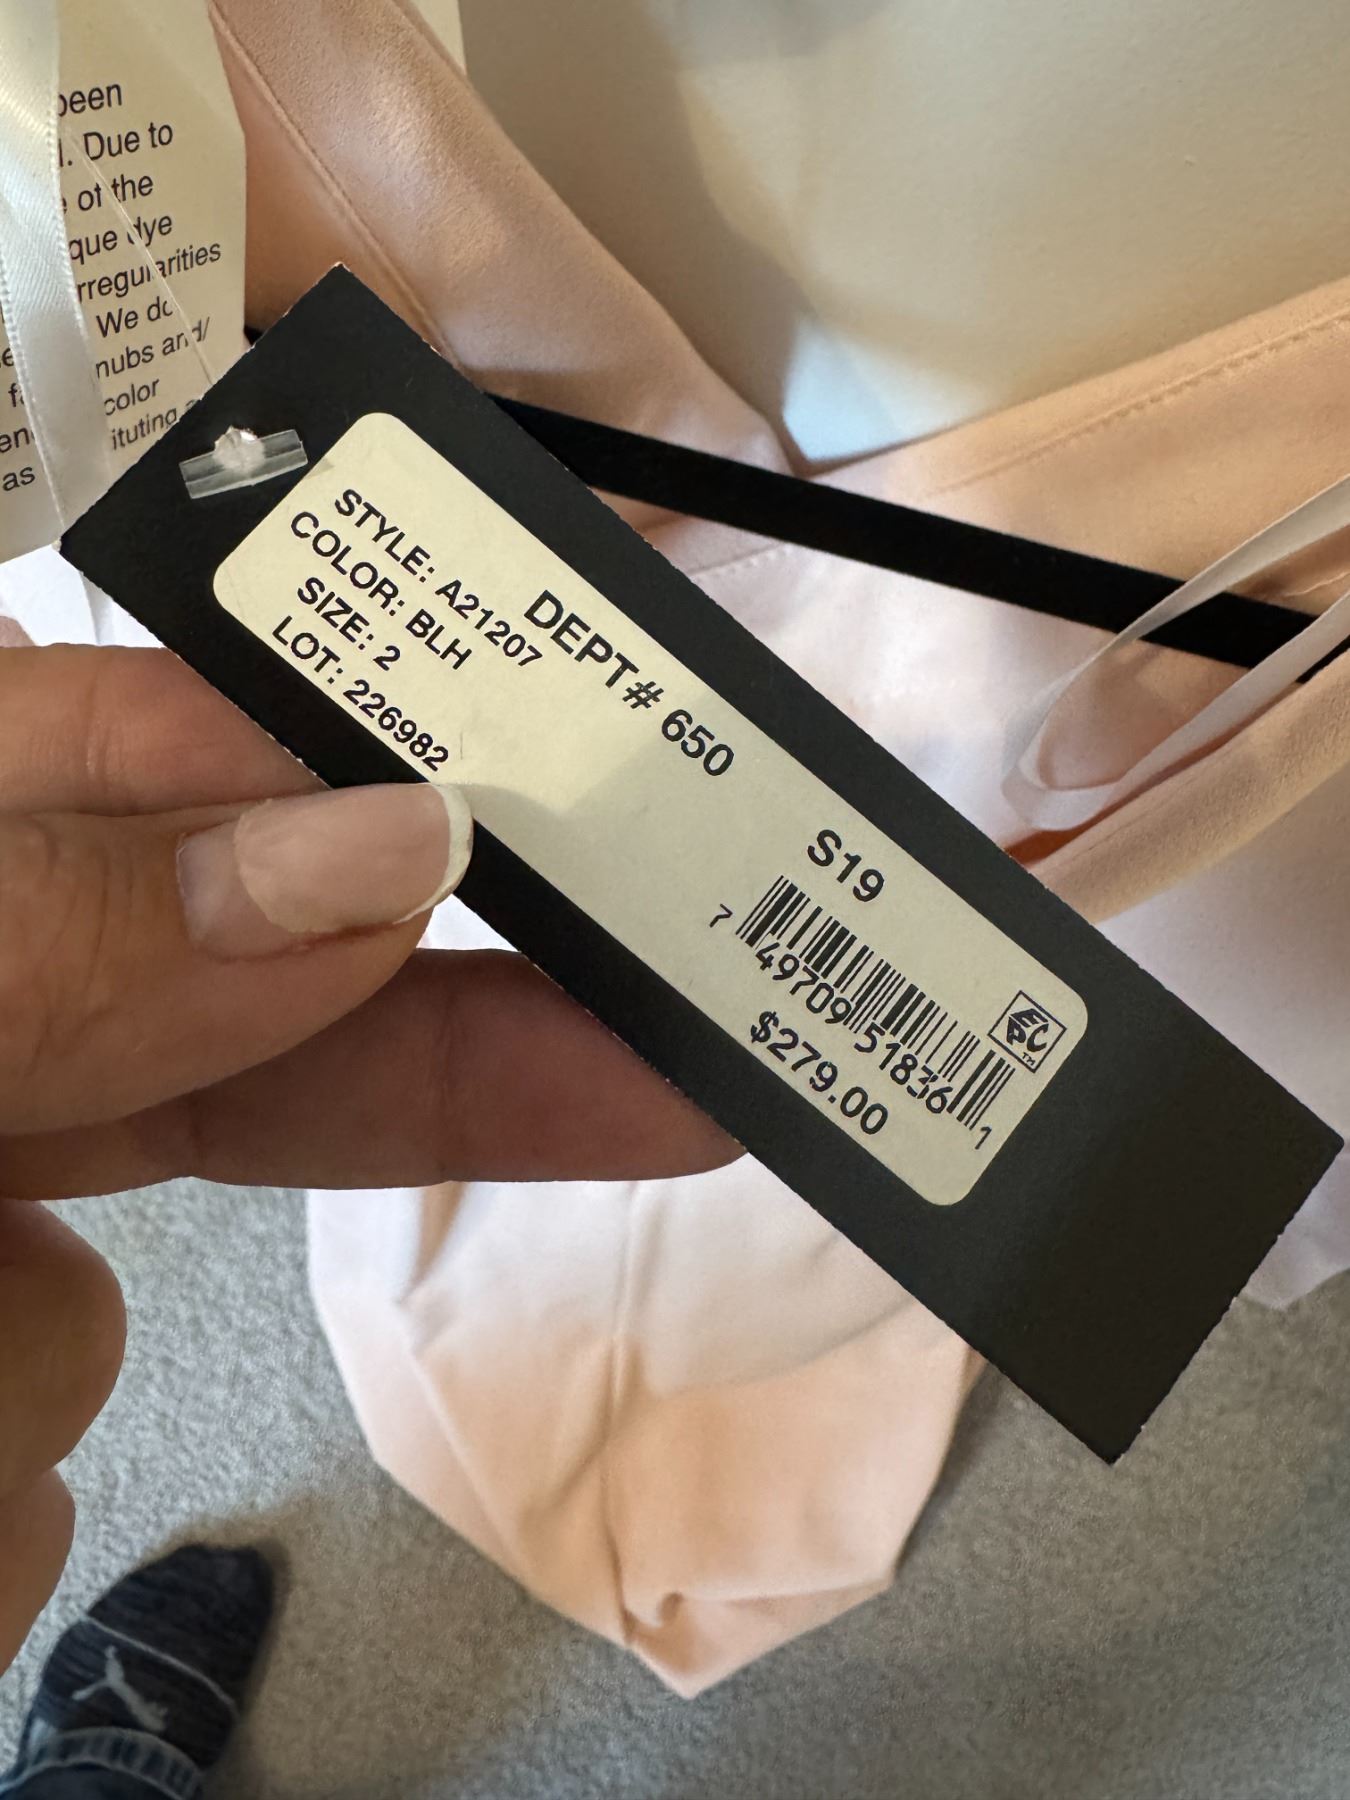 been
. Due to
of the
que dye
rregularities
We do
nubs and/
color
ituting
as
STYLE: A21207
COLOR: BLH
SIZE: 2
LOT: 226982
DEPT# 650
S19
7 49709 51836 1
EPC™
$279.00